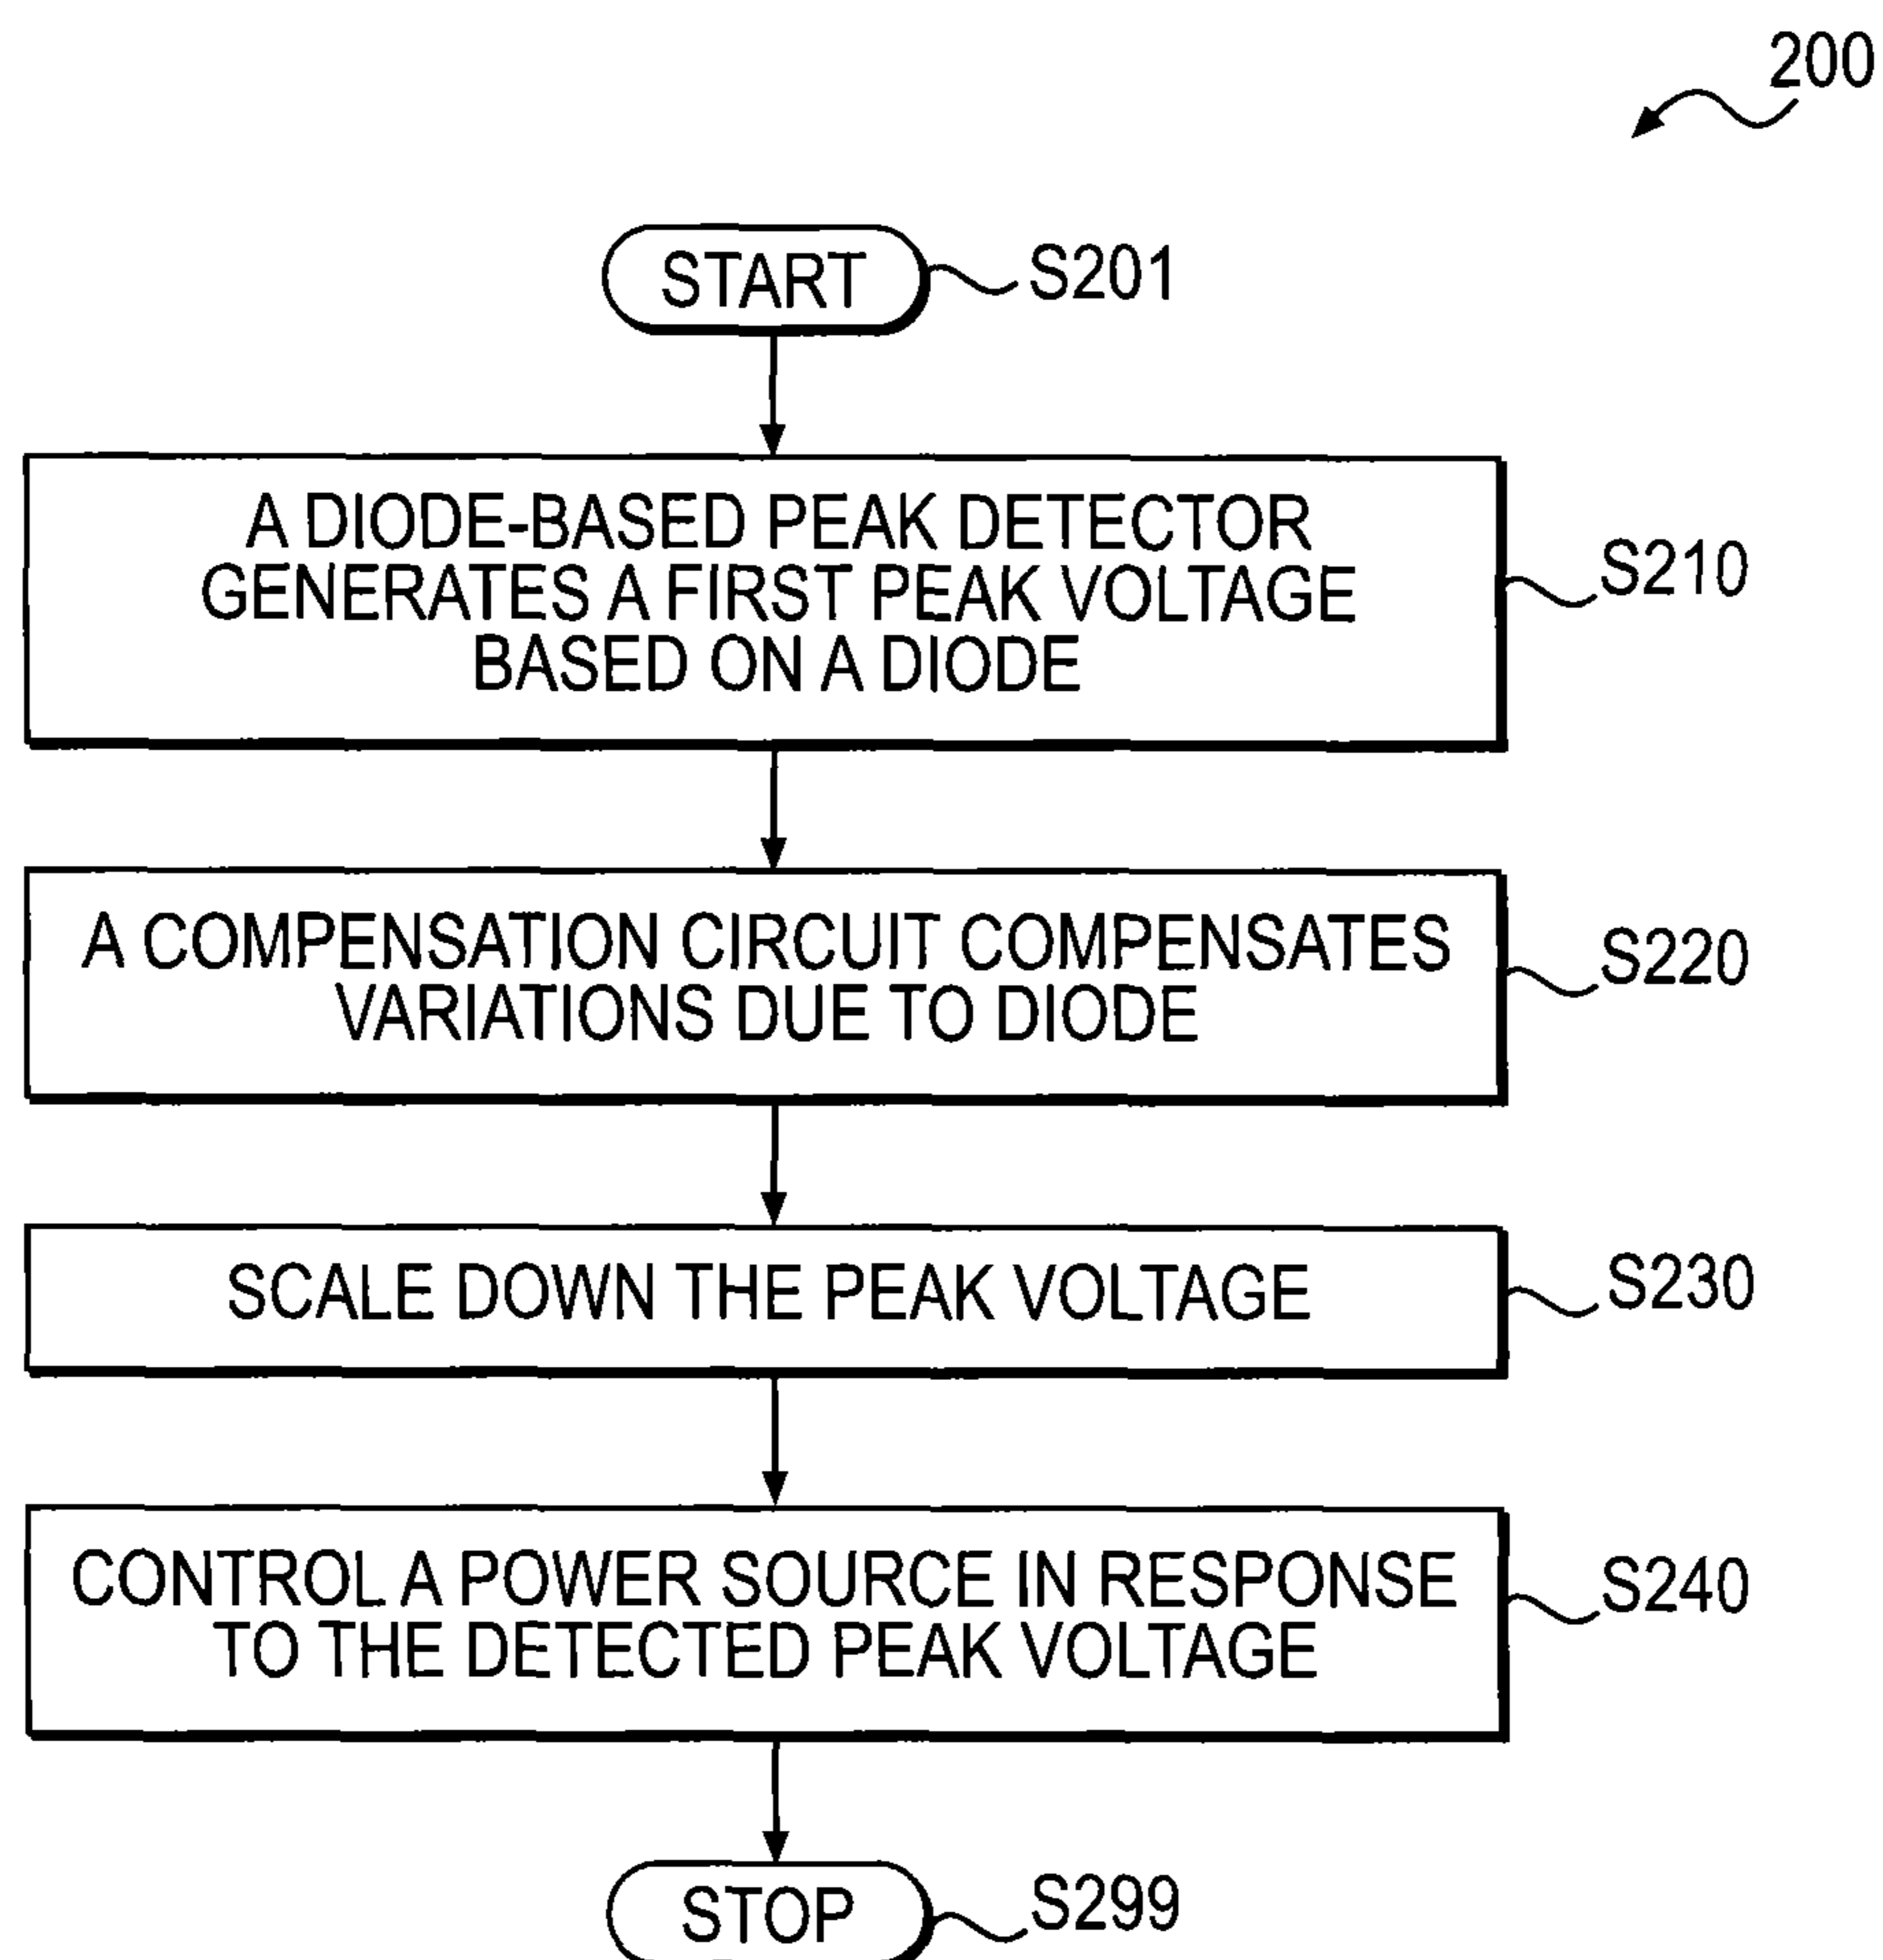 200
START
S201
A DIODE-BASED PEAK DETECTOR
GENERATES A FIRST PEAK VOLTAGE
BASED ON A DIODE
S210
A COMPENSATION CIRCUIT COMPENSATES
VARIATIONS DUE TO DIODE
S220
SCALE DOWN THE PEAK VOLTAGE
S230
CONTROL A POWER SOURCE IN RESPONSE
TO THE DETECTED PEAK VOLTAGE
S240
STOP
S299